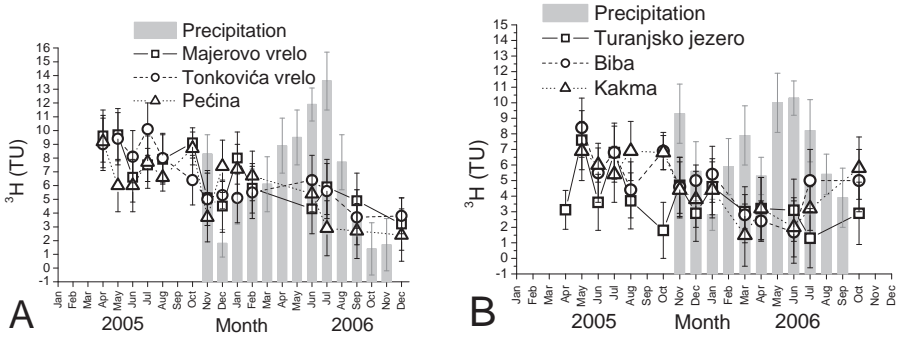 Precipitation
Majerovo vrelo
Tonkovića vrelo
Pećina
³H (TU)
16
15
14
13
12
11
10
9
8
7
6
5
4
3
2
1
0
-1
Jan Feb Mar Apr May Jun Jul Aug Sep Oct Nov Dec Jan Feb Mar Apr May Jun Jul Aug Sep Oct Nov Dec
A 2005 Month 2006
Precipitation
Turanjsko jezero
Biba
Kakma
B
³H (TU)
15
14
13
12
11
10
9
8
7
6
5
4
3
2
1
0
-1
Jan Feb Mar Apr May Jun Jul Aug Sep Oct Nov Dec Jan Feb Mar Apr May Jun Jul Aug Sep Oct Nov Dec
2005 Month 2006